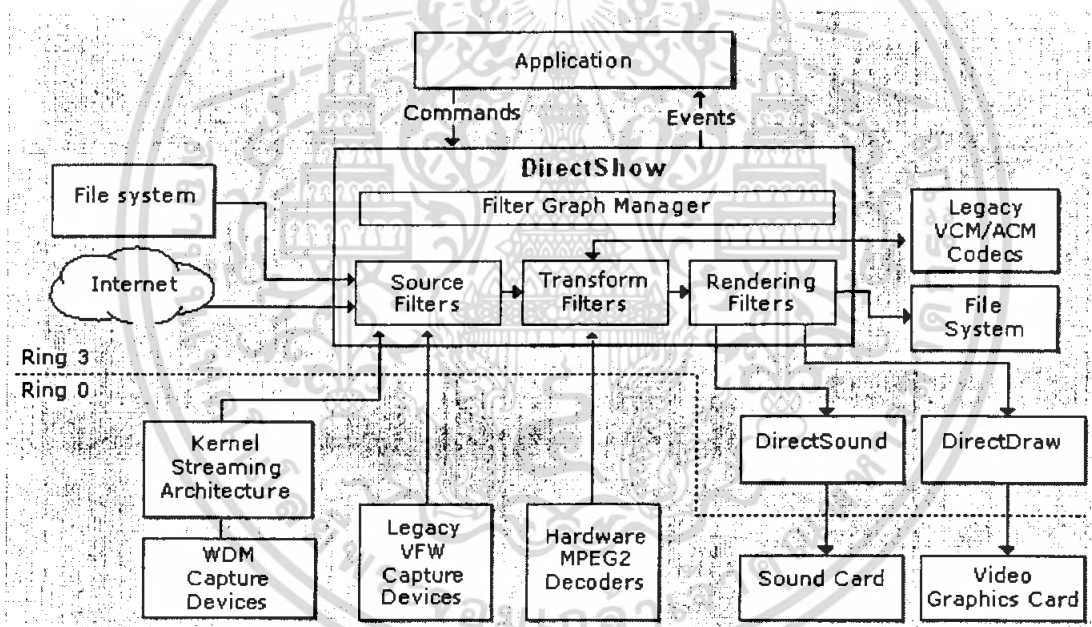 Application
Commands
Events
DirectShow
Filter Graph Manager
File system
Internet
Source
Filters
Transform
Filters
Rendering
Filters
Legacy
VCM/ACM
Codecs
File
System
Ring 3
Ring 0
Kernel
Streaming
Architecture
WDM
Capture
Devices
Legacy
VFW
Capture
Devices
Hardware
MPEG2
Decoders
DirectSound
DirectDraw
Sound Card
Video
Graphics Card